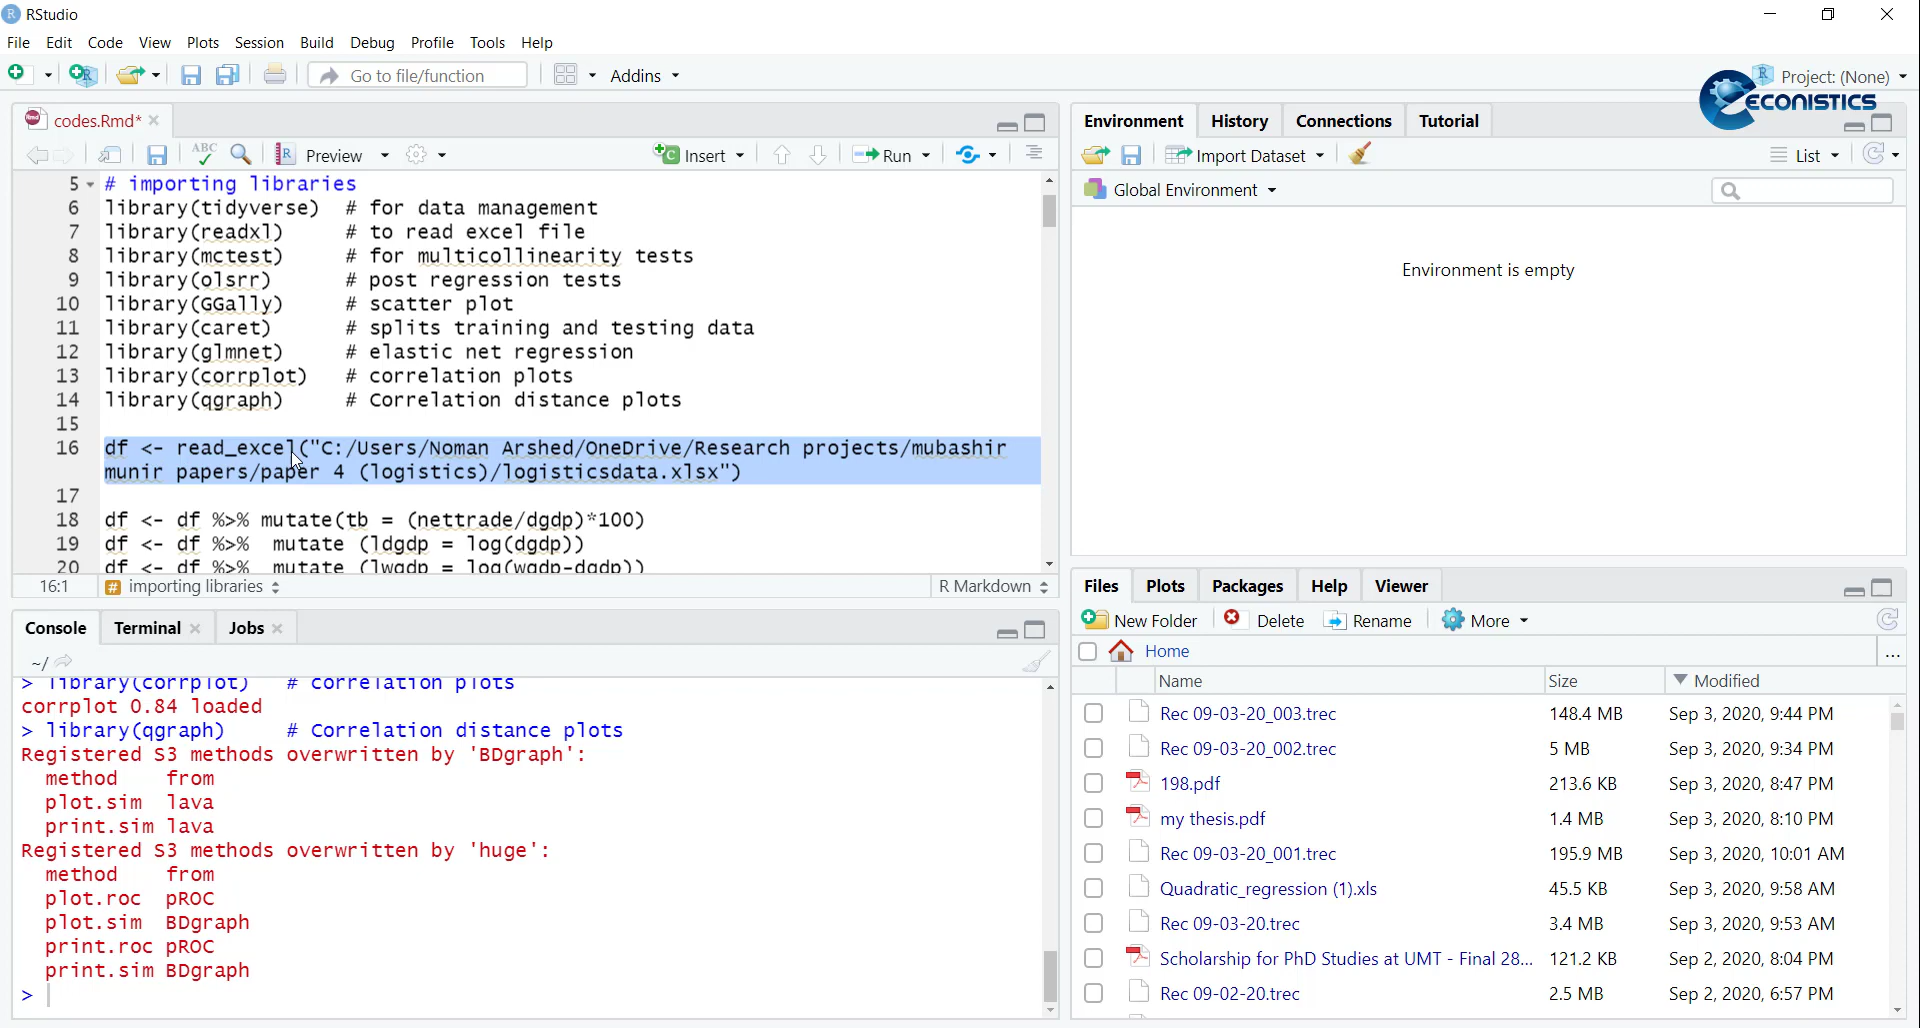 RStudio
File Edit Code View Plots Session Build Debug Profile Tools Help
Go to file/function Addins Project: (None)
ECONISTICS
codes.Rmd*
Preview Insert Run
5 # importing libraries
6 library(tidyverse) # for data management
7 library(readxl) # to read excel file
8 library(mctest) # for multicollinearity tests
9 library(olsrr) # post regression tests
10 library(GGally) # scatter plot
11 library(caret) # splits training and testing data
12 library(glmnet) # elastic net regression
13 library(corrplot) # correlation plots
14 library(qgraph) # Correlation distance plots
15
16 df <- read_excel("C:/Users/Noman Arshed/OneDrive/Research projects/mubashir
munir papers/paper 4 (logistics)/logisticsdata.xlsx")
17
18 df <- df %>% mutate(tb = (nettrade/dgdp)*100)
19 df <- df %>% mutate (ldgdp = log(dgdp))
20 df <- df %>% mutate (lwgdp = log(wgdp-dgdp))
16:1 # importing libraries R Markdown
Console Terminal Jobs
~/
> library(corrplot) # correlation plots
corrplot 0.84 loaded
> library(qgraph) # Correlation distance plots
Registered S3 methods overwritten by 'BDgraph':
method from
plot.sim lava
print.sim lava
Registered S3 methods overwritten by 'huge':
method from
plot.roc pROC
plot.sim BDgraph
print.roc pROC
print.sim BDgraph
>
Environment History Connections Tutorial
Import Dataset List
Global Environment
Environment is empty
Files Plots Packages Help Viewer
New Folder Delete Rename More
Home ...
Name Size Modified
Rec 09-03-20_003.trec 148.4 MB Sep 3, 2020, 9:44 PM
Rec 09-03-20_002.trec 5 MB Sep 3, 2020, 9:34 PM
198.pdf 213.6 KB Sep 3, 2020, 8:47 PM
my thesis.pdf 1.4 MB Sep 3, 2020, 8:10 PM
Rec 09-03-20_001.trec 195.9 MB Sep 3, 2020, 10:01 AM
Quadratic_regression (1).xls 45.5 KB Sep 3, 2020, 9:58 AM
Rec 09-03-20.trec 3.4 MB Sep 3, 2020, 9:53 AM
Scholarship for PhD Studies at UMT - Final 28... 121.2 KB Sep 2, 2020, 8:04 PM
Rec 09-02-20.trec 2.5 MB Sep 2, 2020, 6:57 PM